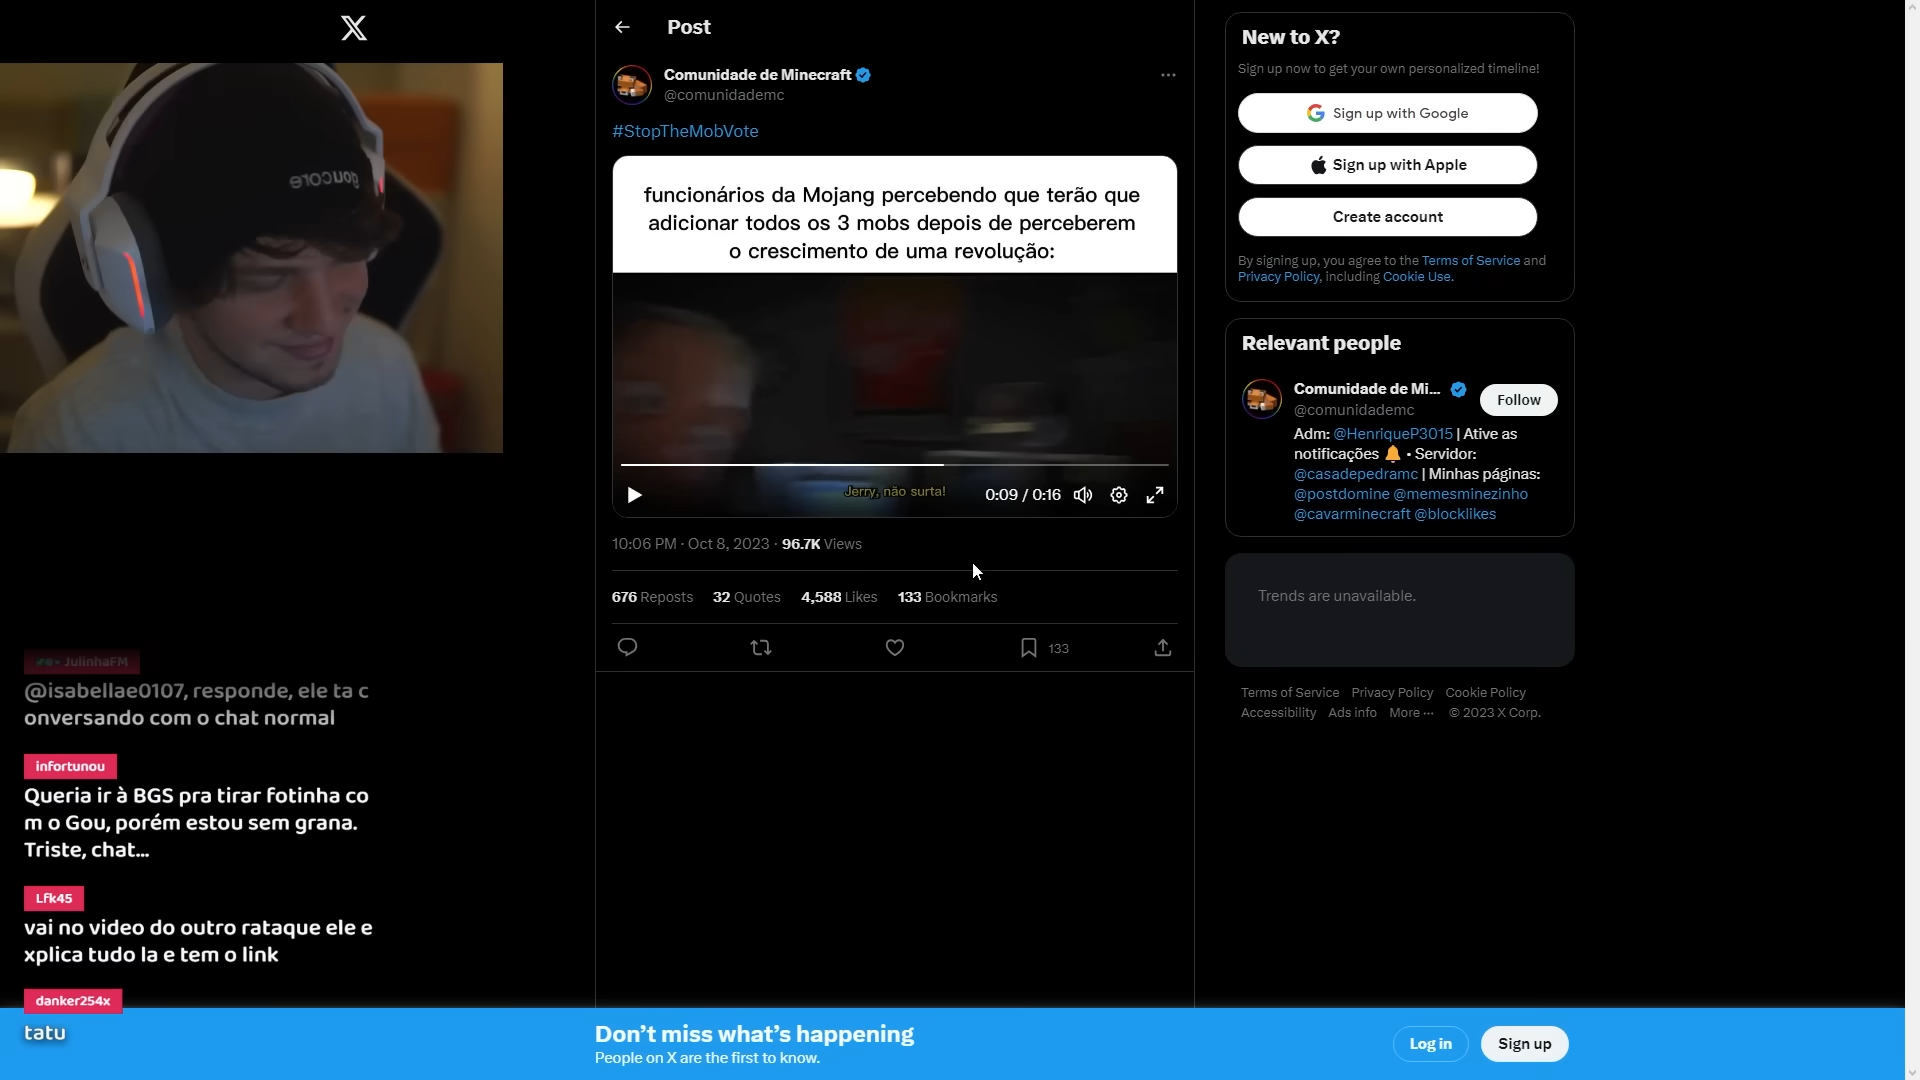 goucore
JulinhaFM
@isabellae0107, responde, ele ta c
onversando com o chat normal
infortunou
Queria ir à BGS pra tirar fotinha co
m o Gou, porém estou sem grana.
Triste, chat...
Lfk45
vai no video do outro rataque ele e
xplica tudo la e tem o link
danker254x
tatu
Post
Comunidade de Minecraft
@comunidademc
#StopTheMobVote
funcionários da Mojang percebendo que terão que
adicionar todos os 3 mobs depois de perceberem
o crescimento de uma revolução:
Jerry, não surta!
0:09 / 0:16
10:06 PM · Oct 8, 2023 · 96.7K Views
676 Reposts 32 Quotes 4,588 Likes 133 Bookmarks
133
New to X?
Sign up now to get your own personalized timeline!
Sign up with Google
Sign up with Apple
Create account
By signing up, you agree to the Terms of Service and
Privacy Policy, including Cookie Use.
Relevant people
Comunidade de Mi...
@comunidademc
Follow
Adm: @HenriqueP3015 | Ative as
notificações 🔔 • Servidor:
@casadepedramc | Minhas páginas:
@postdomine @memesminezinho
@cavarminecraft @blocklikes
Trends are unavailable.
Terms of Service Privacy Policy Cookie Policy
Accessibility Ads info More ··· © 2023 X Corp.
Don't miss what's happening
People on X are the first to know.
Log in
Sign up